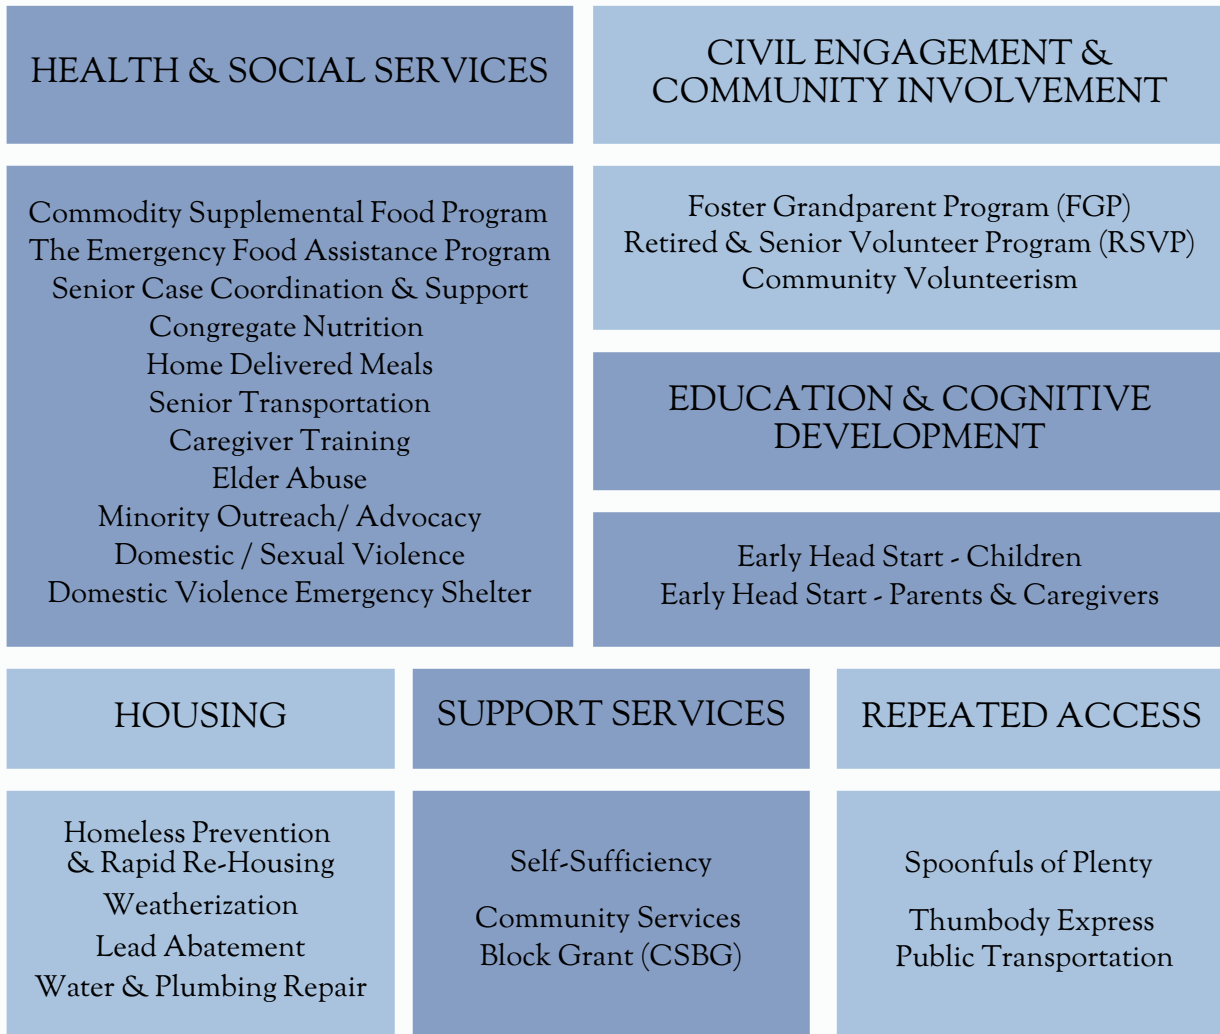 HEALTH & SOCIAL SERVICES
Commodity Supplemental Food Program
The Emergency Food Assistance Program
Senior Case Coordination & Support
Congregate Nutrition
Home Delivered Meals
Senior Transportation
Caregiver Training
Elder Abuse
Minority Outreach/ Advocacy
Domestic / Sexual Violence
Domestic Violence Emergency Shelter
CIVIL ENGAGEMENT &
COMMUNITY INVOLVEMENT
Foster Grandparent Program (FGP)
Retired & Senior Volunteer Program (RSVP)
Community Volunteerism
EDUCATION & COGNITIVE
DEVELOPMENT
Early Head Start - Children
Early Head Start - Parents & Caregivers
HOUSING
Homeless Prevention
& Rapid Re-Housing
Weatherization
Lead Abatement
Water & Plumbing Repair
SUPPORT SERVICES
Self-Sufficiency
Community Services
Block Grant (CSBG)
REPEATED ACCESS
Spoonfuls of Plenty
Thumbody Express
Public Transportation